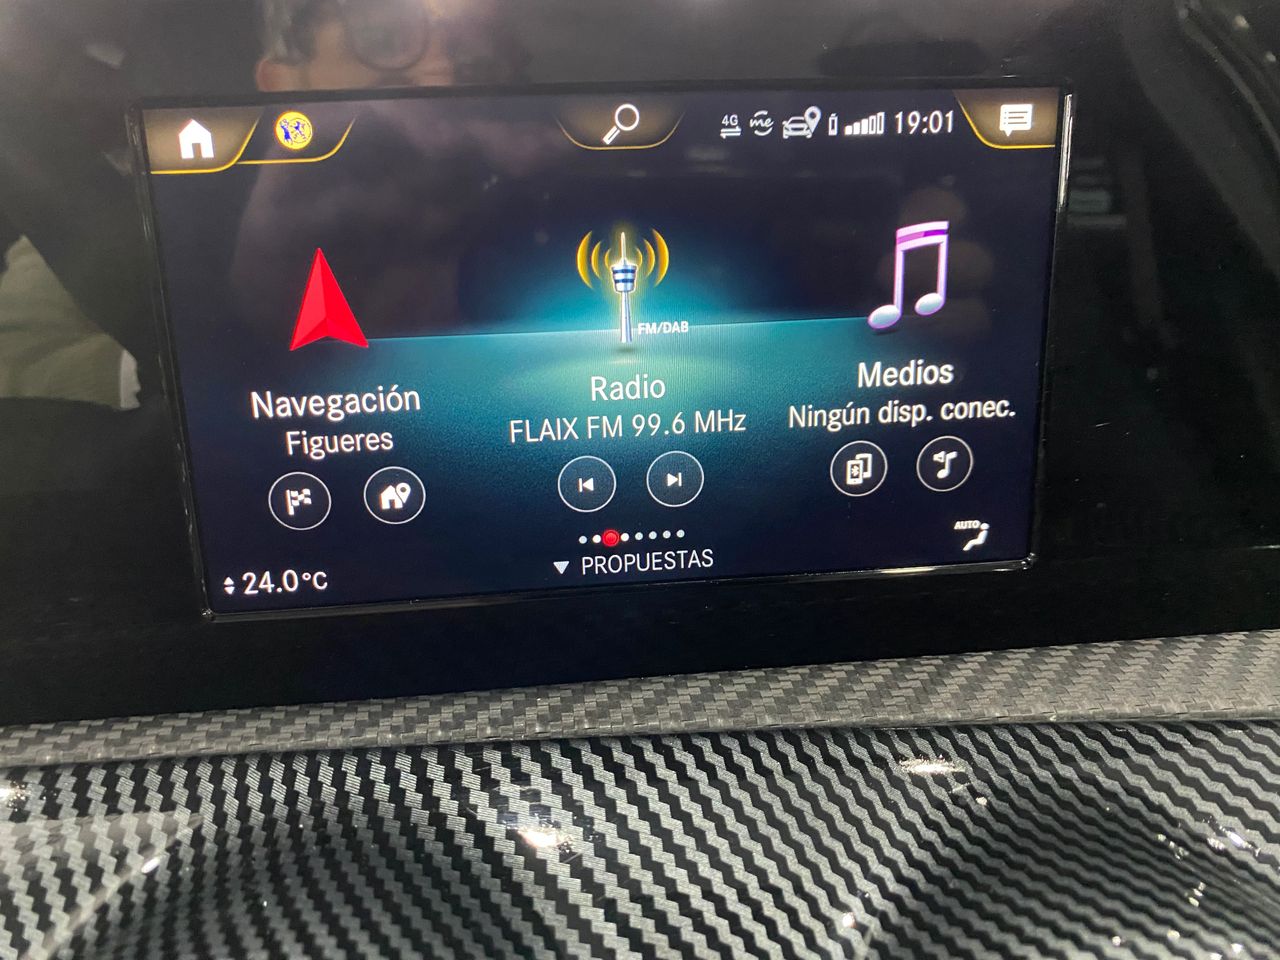 4G
me
19:01
FM/DAB
Navegación
Figueres
Radio
FLAIX FM 99.6 MHz
Medios
Ningún disp. conec.
AUTO
PROPUESTAS
24.0°C